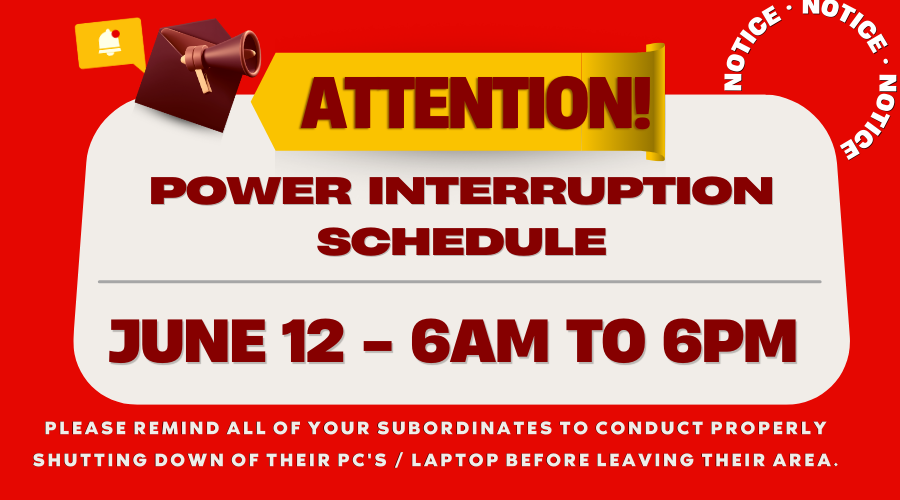 NOTICE · NOTICE · NOTICE
ATTENTION!
POWER INTERRUPTION
SCHEDULE
JUNE 12 – 6AM TO 6PM
PLEASE REMIND ALL OF YOUR SUBORDINATES TO CONDUCT PROPERLY
SHUTTING DOWN OF THEIR PC'S / LAPTOP BEFORE LEAVING THEIR AREA.